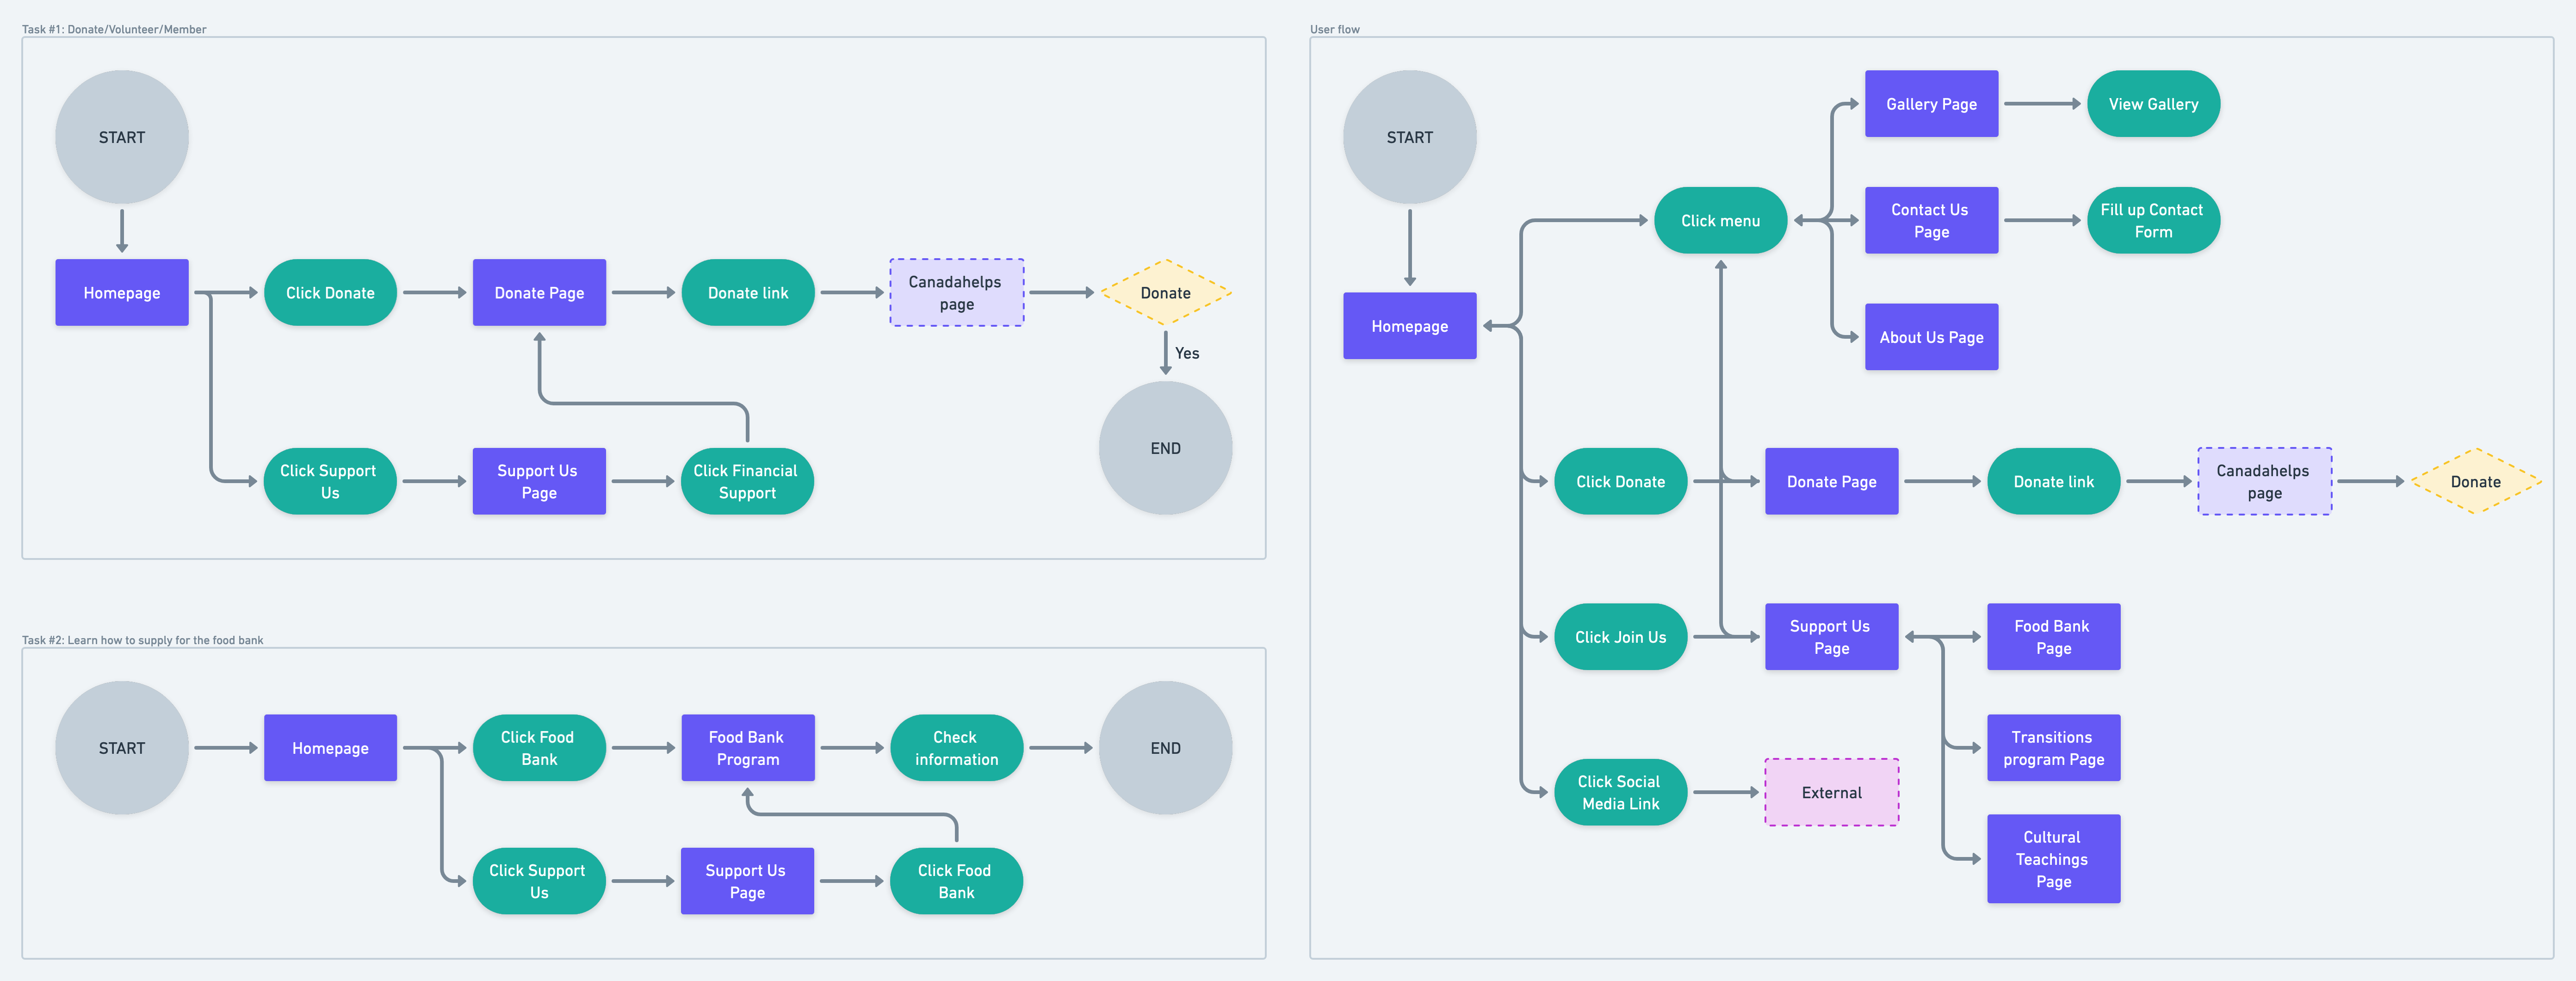 Task #1: Donate/Volunteer/Member
START
Homepage
Click Donate
Donate Page
Donate link
Canadahelps
page
Donate
Yes
END
Click Support
Us
Support Us
Page
Click Financial
Support
Task #2: Learn how to supply for the food bank
START
Homepage
Click Food
Bank
Food Bank
Program
Check
information
END
Click Support
Us
Support Us
Page
Click Food
Bank
User flow
START
Homepage
Click menu
Gallery Page
View Gallery
Contact Us
Page
Fill up Contact
Form
About Us Page
Click Donate
Donate Page
Donate link
Canadahelps
page
Donate
Click Join Us
Support Us
Page
Food Bank
Page
Transitions
program Page
Cultural
Teachings
Page
Click Social
Media Link
External